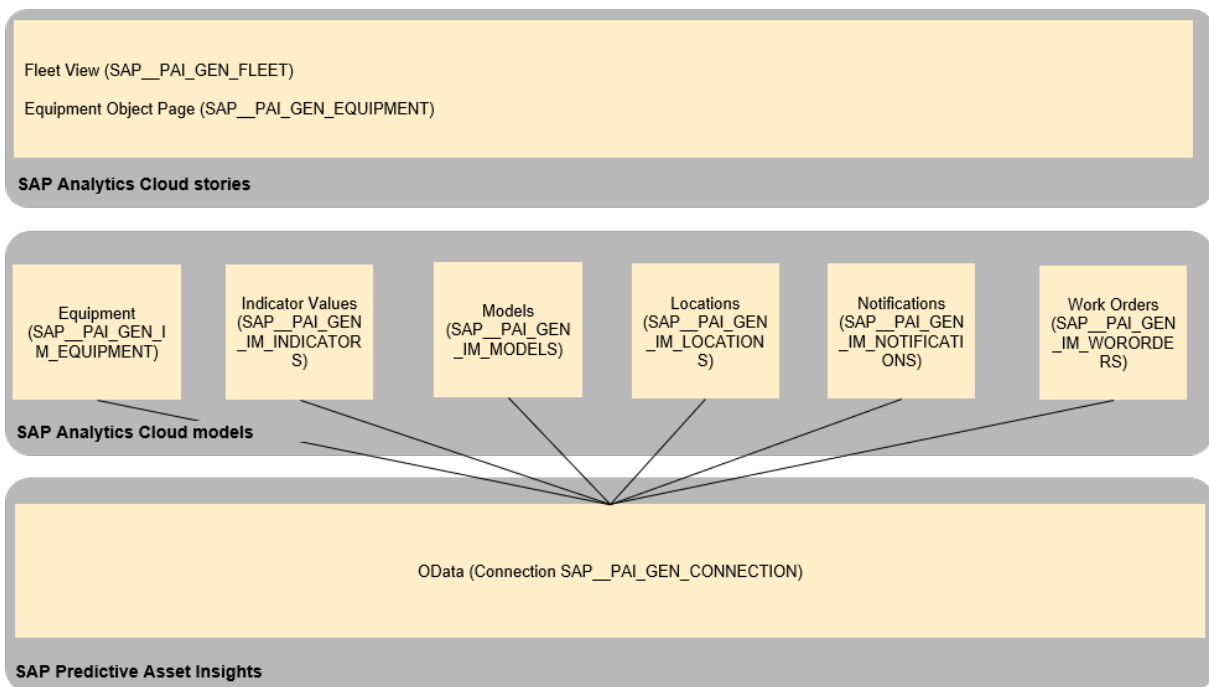 Fleet View (SAP__PAI_GEN_FLEET)
Equipment Object Page (SAP__PAI_GEN_EQUIPMENT)
SAP Analytics Cloud stories
Equipment
(SAP__PAI_GEN_I
M_EQUIPMENT)
Indicator Values
(SAP__PAI_GEN
_IM_INDICATOR
S)
Models
(SAP__PAI_GEN
_IM_MODELS)
Locations
(SAP__PAI_GEN
_IM_LOCATION
S)
Notifications
(SAP__PAI_GEN
_IM_NOTIFICATI
ONS)
Work Orders
(SAP__PAI_GEN
_IM_WORORDE
RS)
SAP Analytics Cloud models
OData (Connection SAP__PAI_GEN_CONNECTION)
SAP Predictive Asset Insights